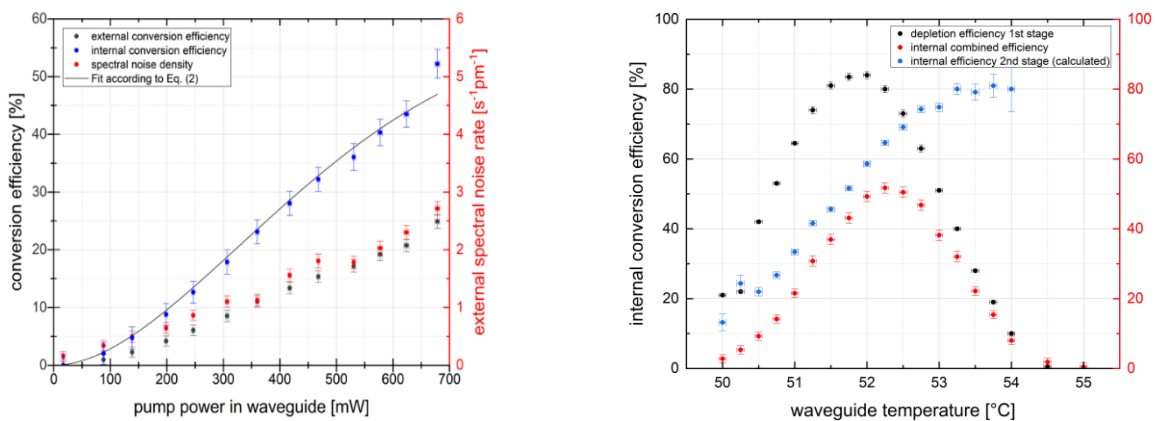 60
50
40
30
20
10
0
conversion efficiency [%]
external conversion efficiency
internal conversion efficiency
spectral noise density
Fit according to Eq. (2)
6
5
4
3
2
1
0
external spectral noise rate [s⁻¹pm⁻¹]
0 100 200 300 400 500 600 700
pump power in waveguide [mW]
100
80
60
40
20
0
internal conversion efficiency [%]
depletion efficiency 1st stage
internal combined efficiency
internal efficiency 2nd stage (calculated)
100
80
60
40
20
0
50 51 52 53 54 55
waveguide temperature [°C]